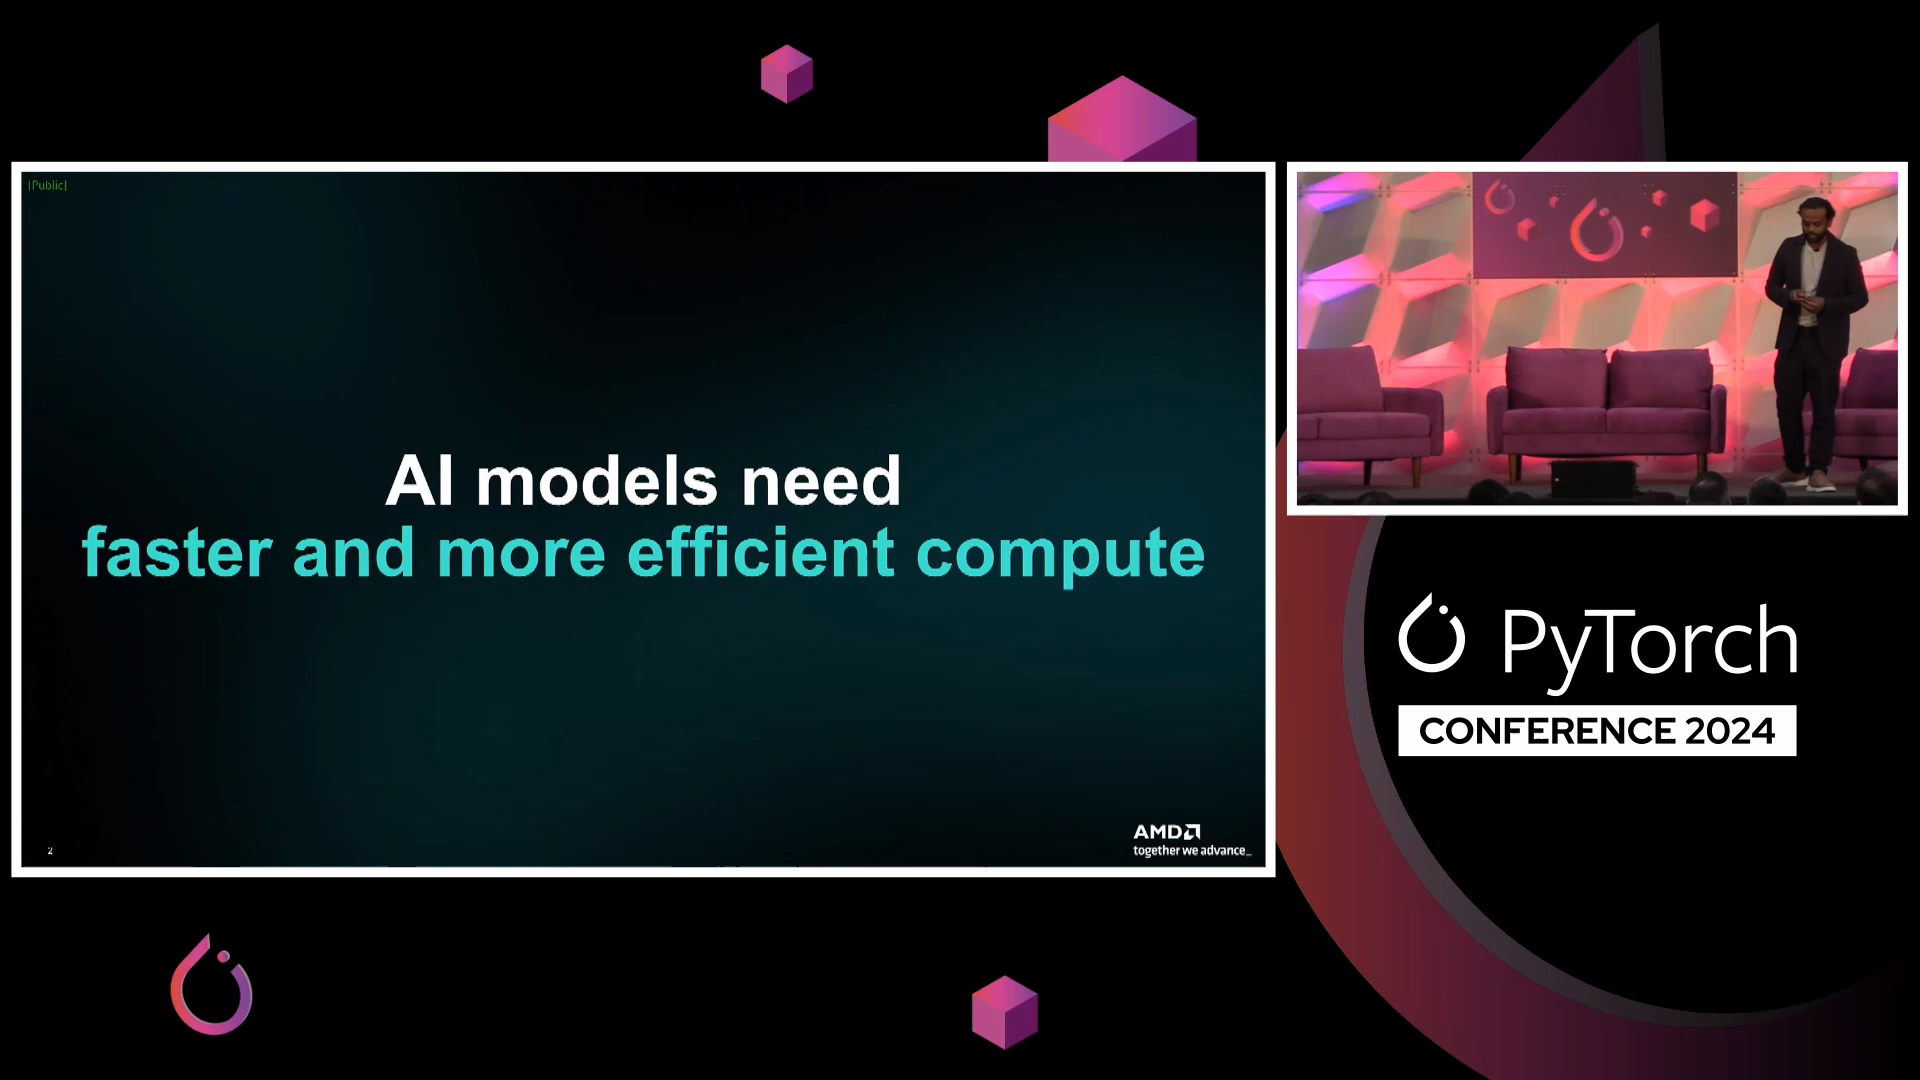 |Public|
AI models need
faster and more efficient compute
2
AMD
together we advance_
PyTorch
CONFERENCE 2024